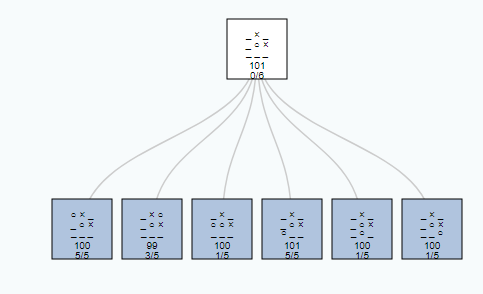 _ x _
_ o x
_ _ _
101
0/6
o x _
_ o x
_ _ _
100
5/5
_ x o
_ o x
_ _ _
99
3/5
_ x _
o o x
_ _ _
100
1/5
_ x _
_ o x
o _ _
101
5/5
_ x _
_ o x
_ o _
100
1/5
_ x _
_ o x
_ _ o
100
1/5